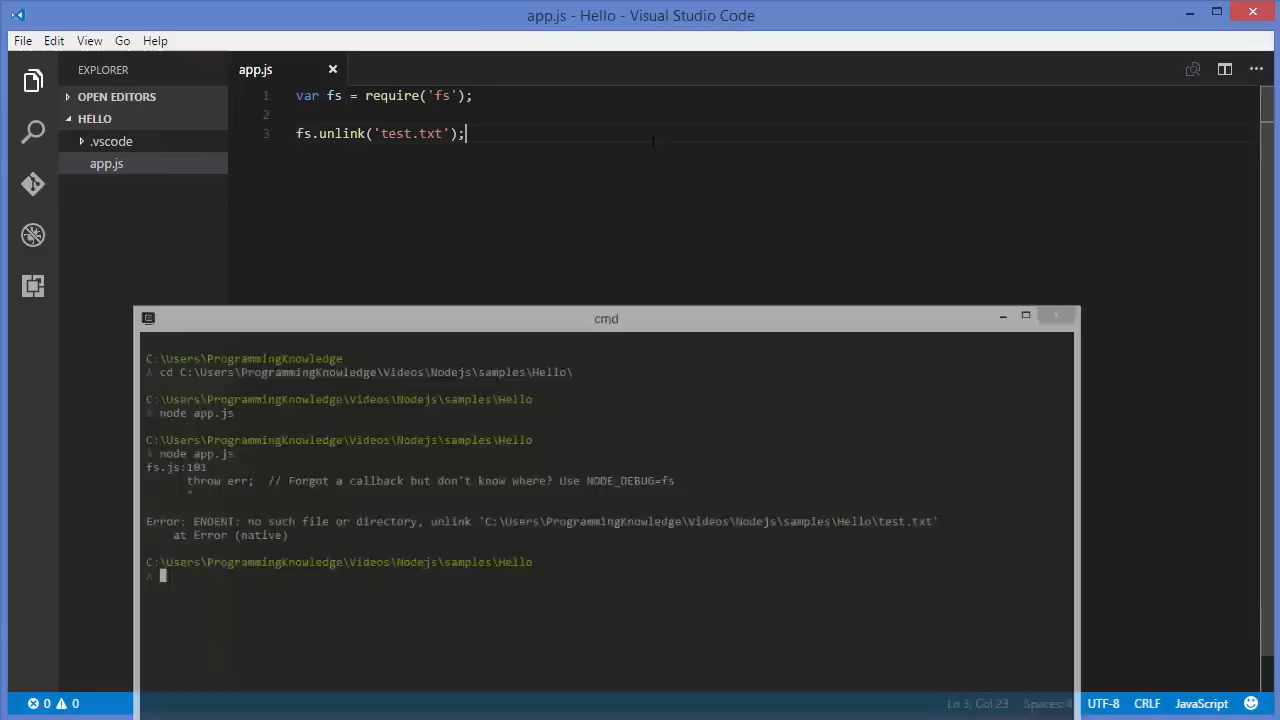 app.js - Hello - Visual Studio Code
File Edit View Go Help
EXPLORER
OPEN EDITORS
HELLO
.vscode
app.js
app.js
1 var fs = require('fs');
2
3 fs.unlink('test.txt');
cmd
C:\Users\ProgrammingKnowledge
λ cd C:\Users\ProgrammingKnowledge\Videos\Nodejs\samples\Hello\
C:\Users\ProgrammingKnowledge\Videos\Nodejs\samples\Hello
λ node app.js
C:\Users\ProgrammingKnowledge\Videos\Nodejs\samples\Hello
λ node app.js
fs.js:101
throw err;  // Forgot a callback but don't know where? Use NODE_DEBUG=fs
^
Error: ENOENT: no such file or directory, unlink 'C:\Users\ProgrammingKnowledge\Videos\Nodejs\samples\Hello\test.txt'
at Error (native)
C:\Users\ProgrammingKnowledge\Videos\Nodejs\samples\Hello
λ
0 0 Ln 3, Col 23 Spaces: 4 UTF-8 CRLF JavaScript